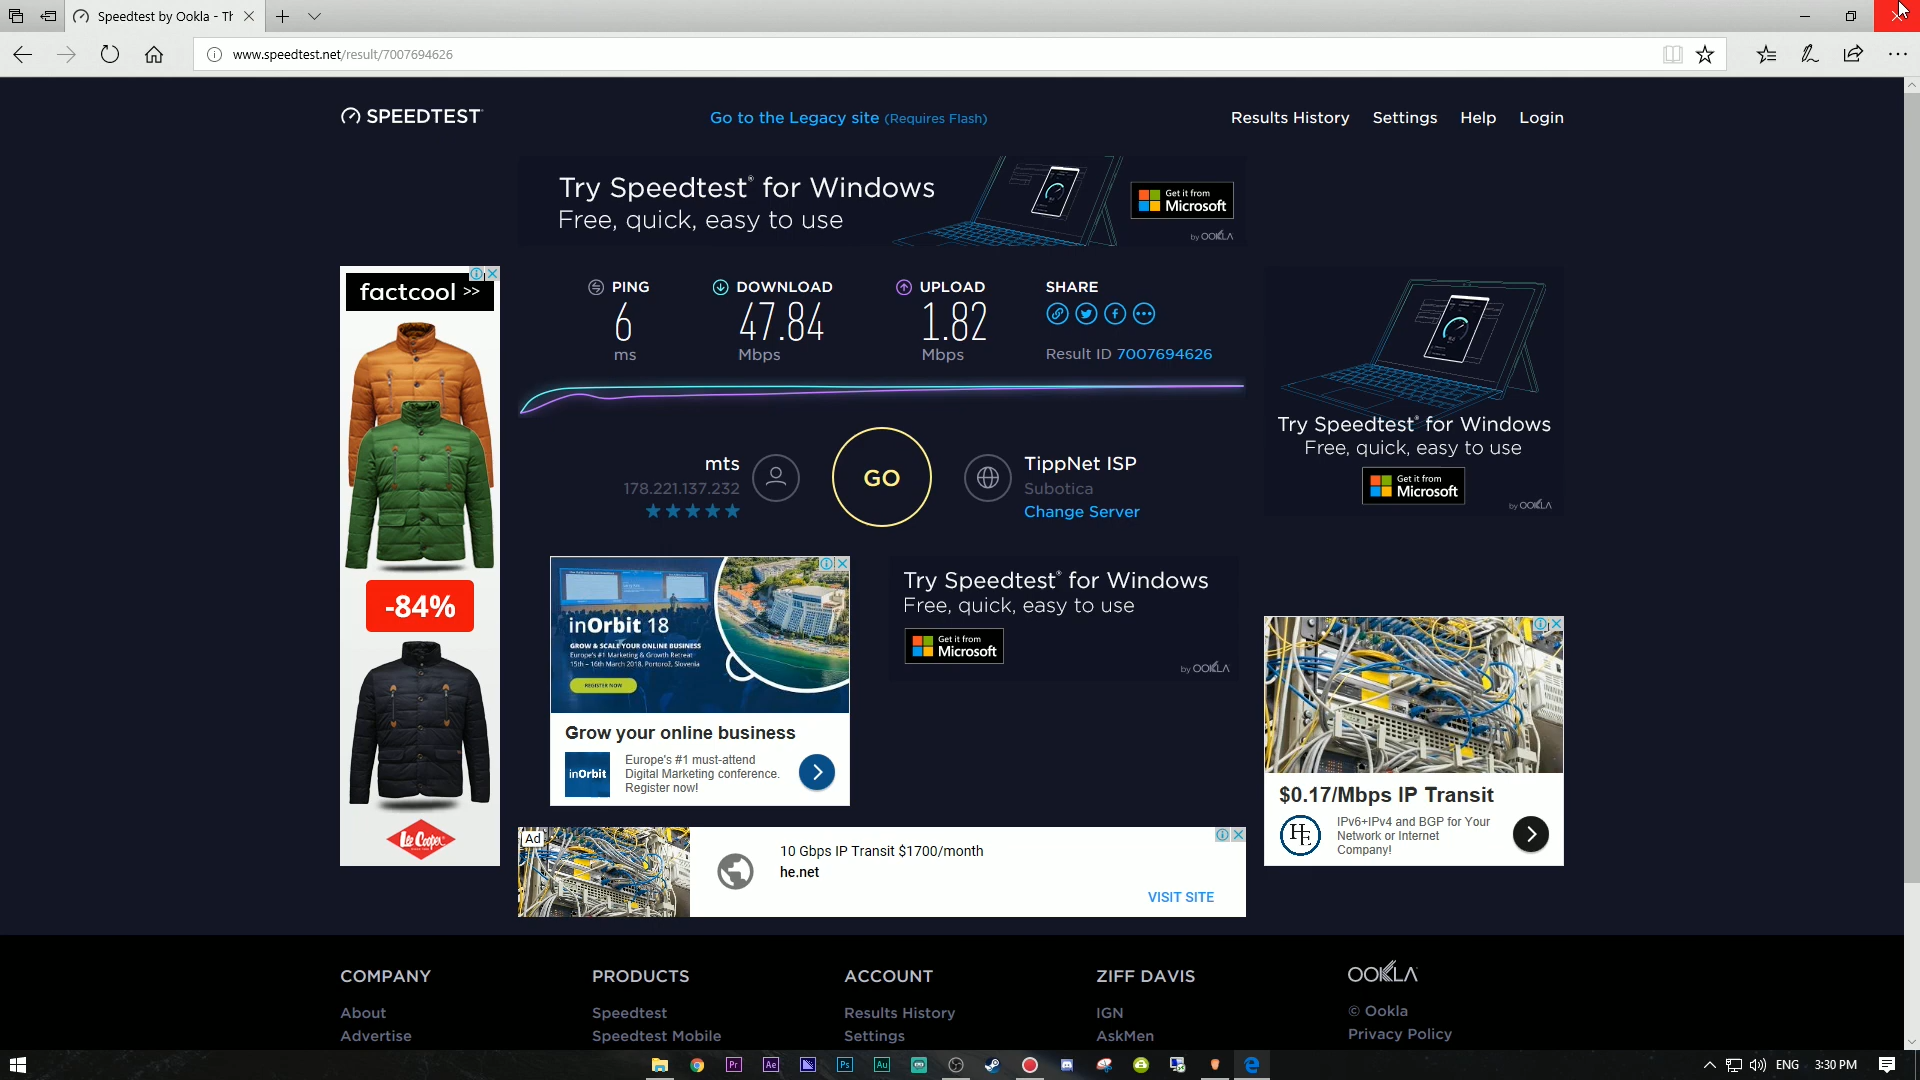 Speedtest by Ookla - Th
www.speedtest.net/result/7007694626
SPEEDTEST
Go to the Legacy site (Requires Flash)
Results History
Settings
Help
Login
Try Speedtest® for Windows
Free, quick, easy to use
Get it from
Microsoft
by OOKLA
factcool >>
-84%
Lee Cooper
PING
6
ms
DOWNLOAD
47.84
Mbps
UPLOAD
1.82
Mbps
SHARE
Result ID 7007694626
mts
178.221.137.232
GO
TippNet ISP
Subotica
Change Server
Try Speedtest® for Windows
Free, quick, easy to use
Get it from
Microsoft
by OOKLA
inOrbit 18
GROW & SCALE YOUR ONLINE BUSINESS
Europe's #1 Marketing & Growth Retreat
15th - 16th March 2018, Portorož, Slovenia
REGISTER NOW
Grow your online business
inOrbit
Europe's #1 must-attend
Digital Marketing conference.
Register now!
Try Speedtest® for Windows
Free, quick, easy to use
Get it from
Microsoft
by OOKLA
$0.17/Mbps IP Transit
HE
IPv6+IPv4 and BGP for Your
Network or Internet
Company!
Ad
10 Gbps IP Transit $1700/month
he.net
VISIT SITE
COMPANY
About
Advertise
PRODUCTS
Speedtest
Speedtest Mobile
ACCOUNT
Results History
Settings
ZIFF DAVIS
IGN
AskMen
OOKLA
© Ookla
Privacy Policy
Pr
Ae
Ps
Au
ENG
3:30 PM